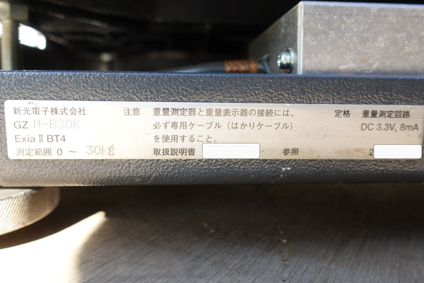 新光電子株式会社
GZ M-B30K
Exia Ⅱ BT4
測定範囲 0 ～ 30kg
注意 重量測定器と重量表示器の接続には、
必ず専用ケーブル（はかりケーブル）
を使用すること。
取扱説明書 参照
定格 重量測定回路
DC 3.3V, 8mA
2